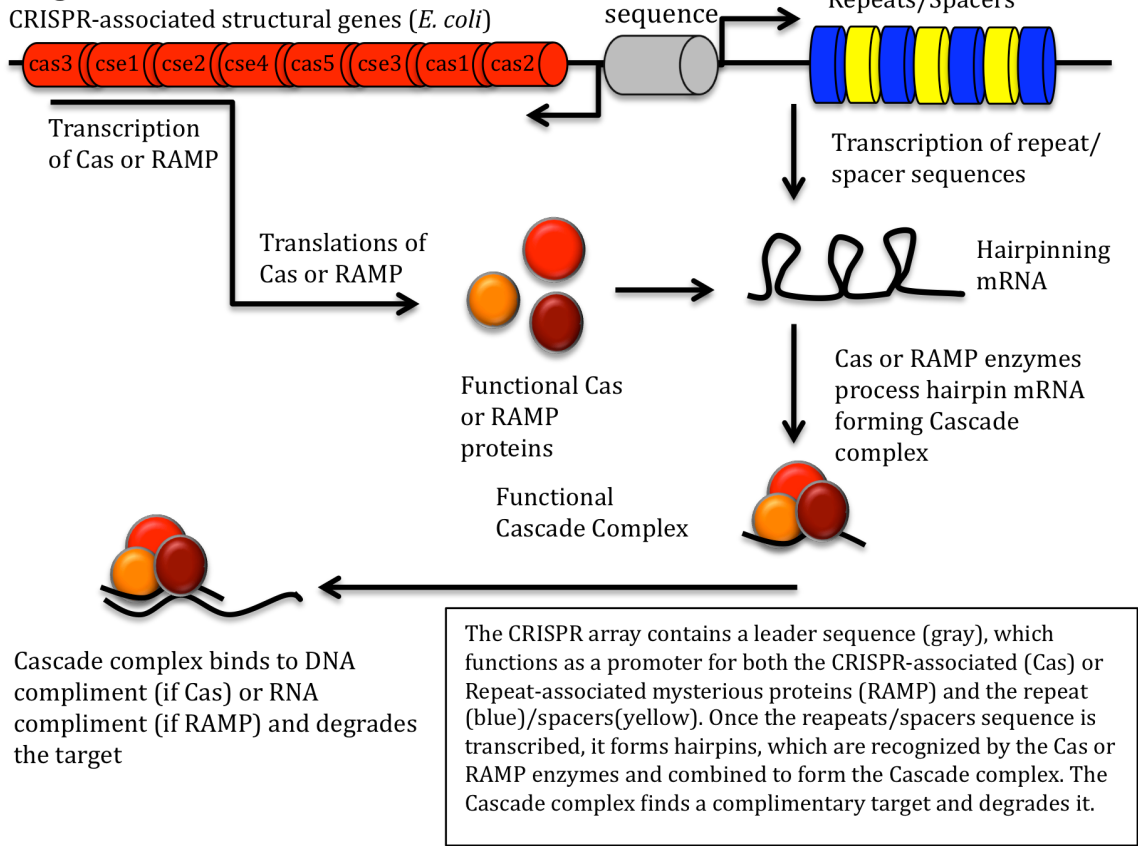 CRISPR-associated structural genes (E. coli)
sequence
Repeats/Spacers
cas3 cse1 cse2 cse4 cas5 cse3 cas1 cas2
Transcription
of Cas or RAMP
Transcription of repeat/
spacer sequences
Translations of
Cas or RAMP
Hairpinning
mRNA
Functional Cas
or RAMP
proteins
Cas or RAMP enzymes
process hairpin mRNA
forming Cascade
complex
Functional
Cascade Complex
Cascade complex binds to DNA
compliment (if Cas) or RNA
compliment (if RAMP) and degrades
the target
The CRISPR array contains a leader sequence (gray), which
functions as a promoter for both the CRISPR-associated (Cas) or
Repeat-associated mysterious proteins (RAMP) and the repeat
(blue)/spacers(yellow). Once the reapeats/spacers sequence is
transcribed, it forms hairpins, which are recognized by the Cas or
RAMP enzymes and combined to form the Cascade complex. The
Cascade complex finds a complimentary target and degrades it.